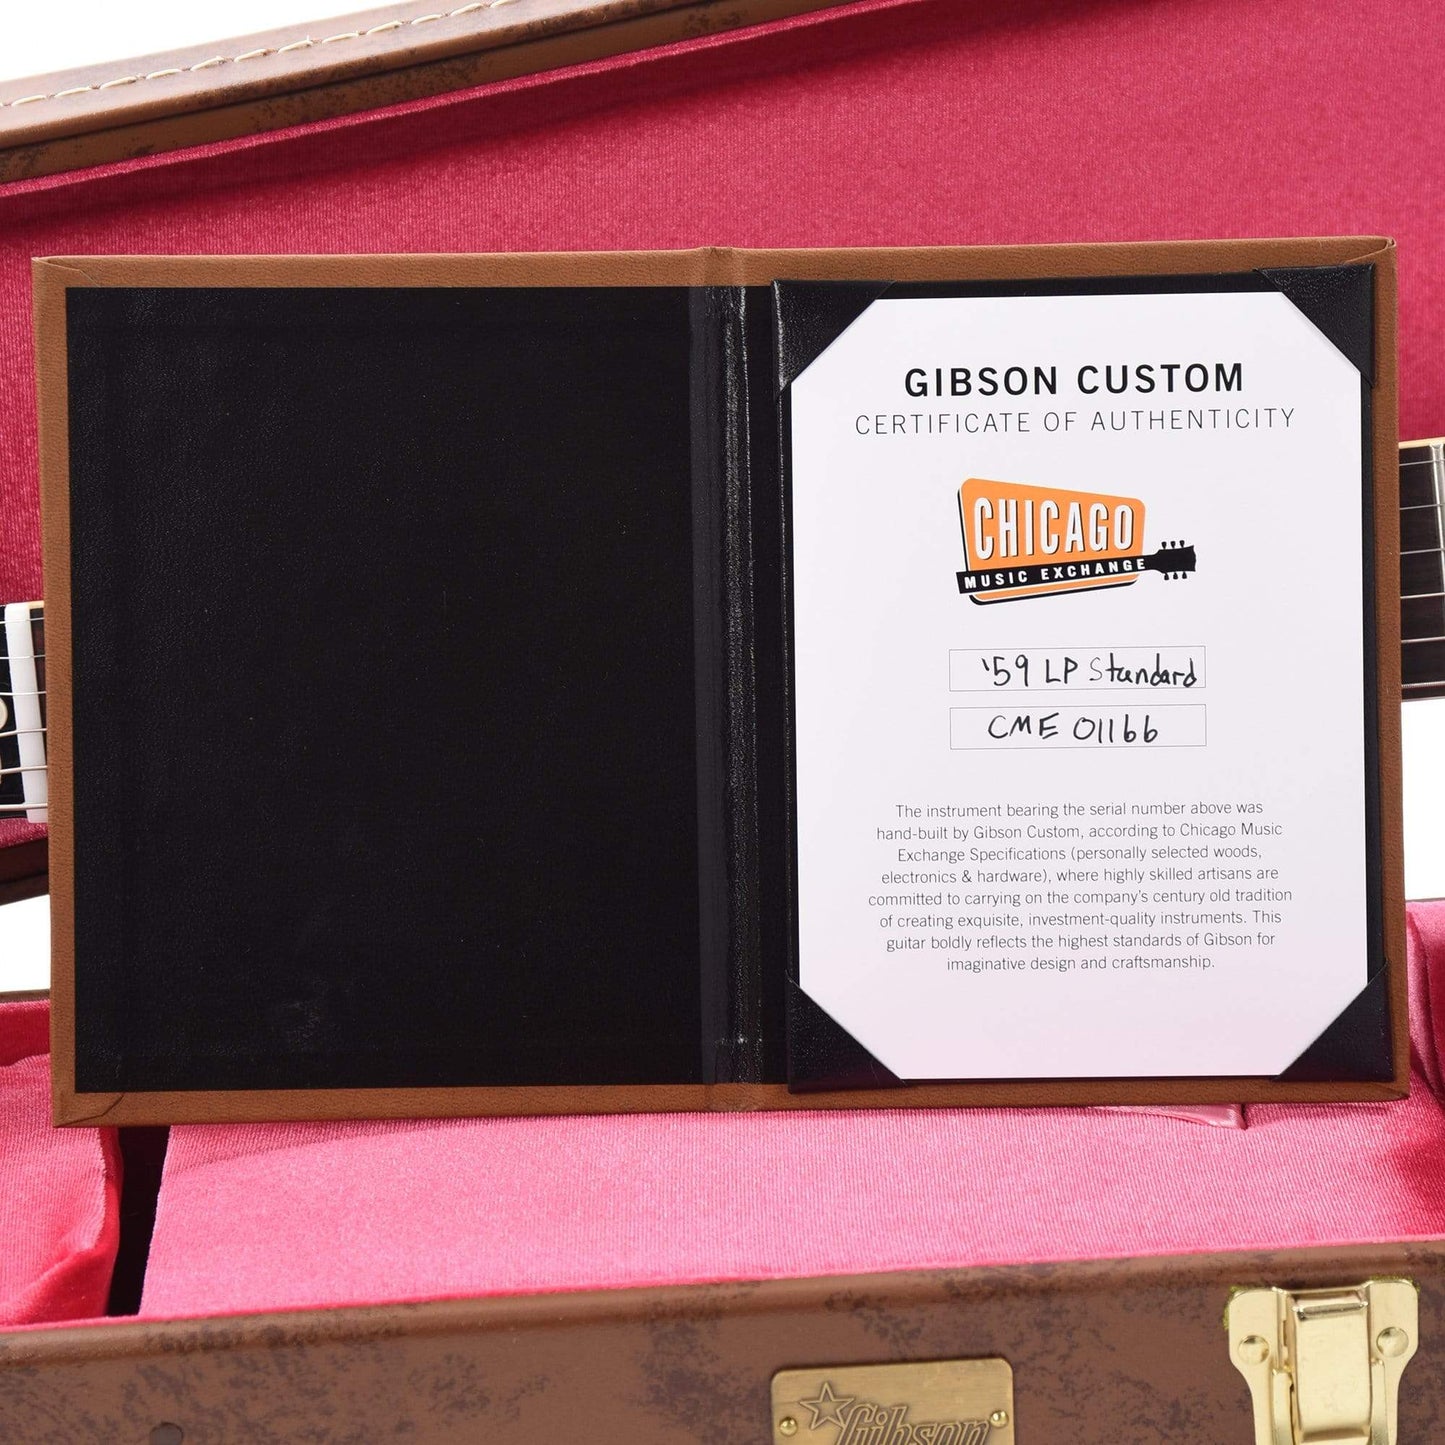 GIBSON CUSTOM
CERTIFICATE OF AUTHENTICITY
CHICAGO
MUSIC EXCHANGE
'59 LP Standard
CME 01166
The instrument bearing the serial number above was
hand-built by Gibson Custom, according to Chicago Music
Exchange Specifications (personally selected woods,
electronics & hardware), where highly skilled artisans are
committed to carrying on the company's century old tradition
of creating exquisite, investment-quality instruments. This
guitar boldly reflects the highest standards of Gibson for
imaginative design and craftsmanship.
Gibson